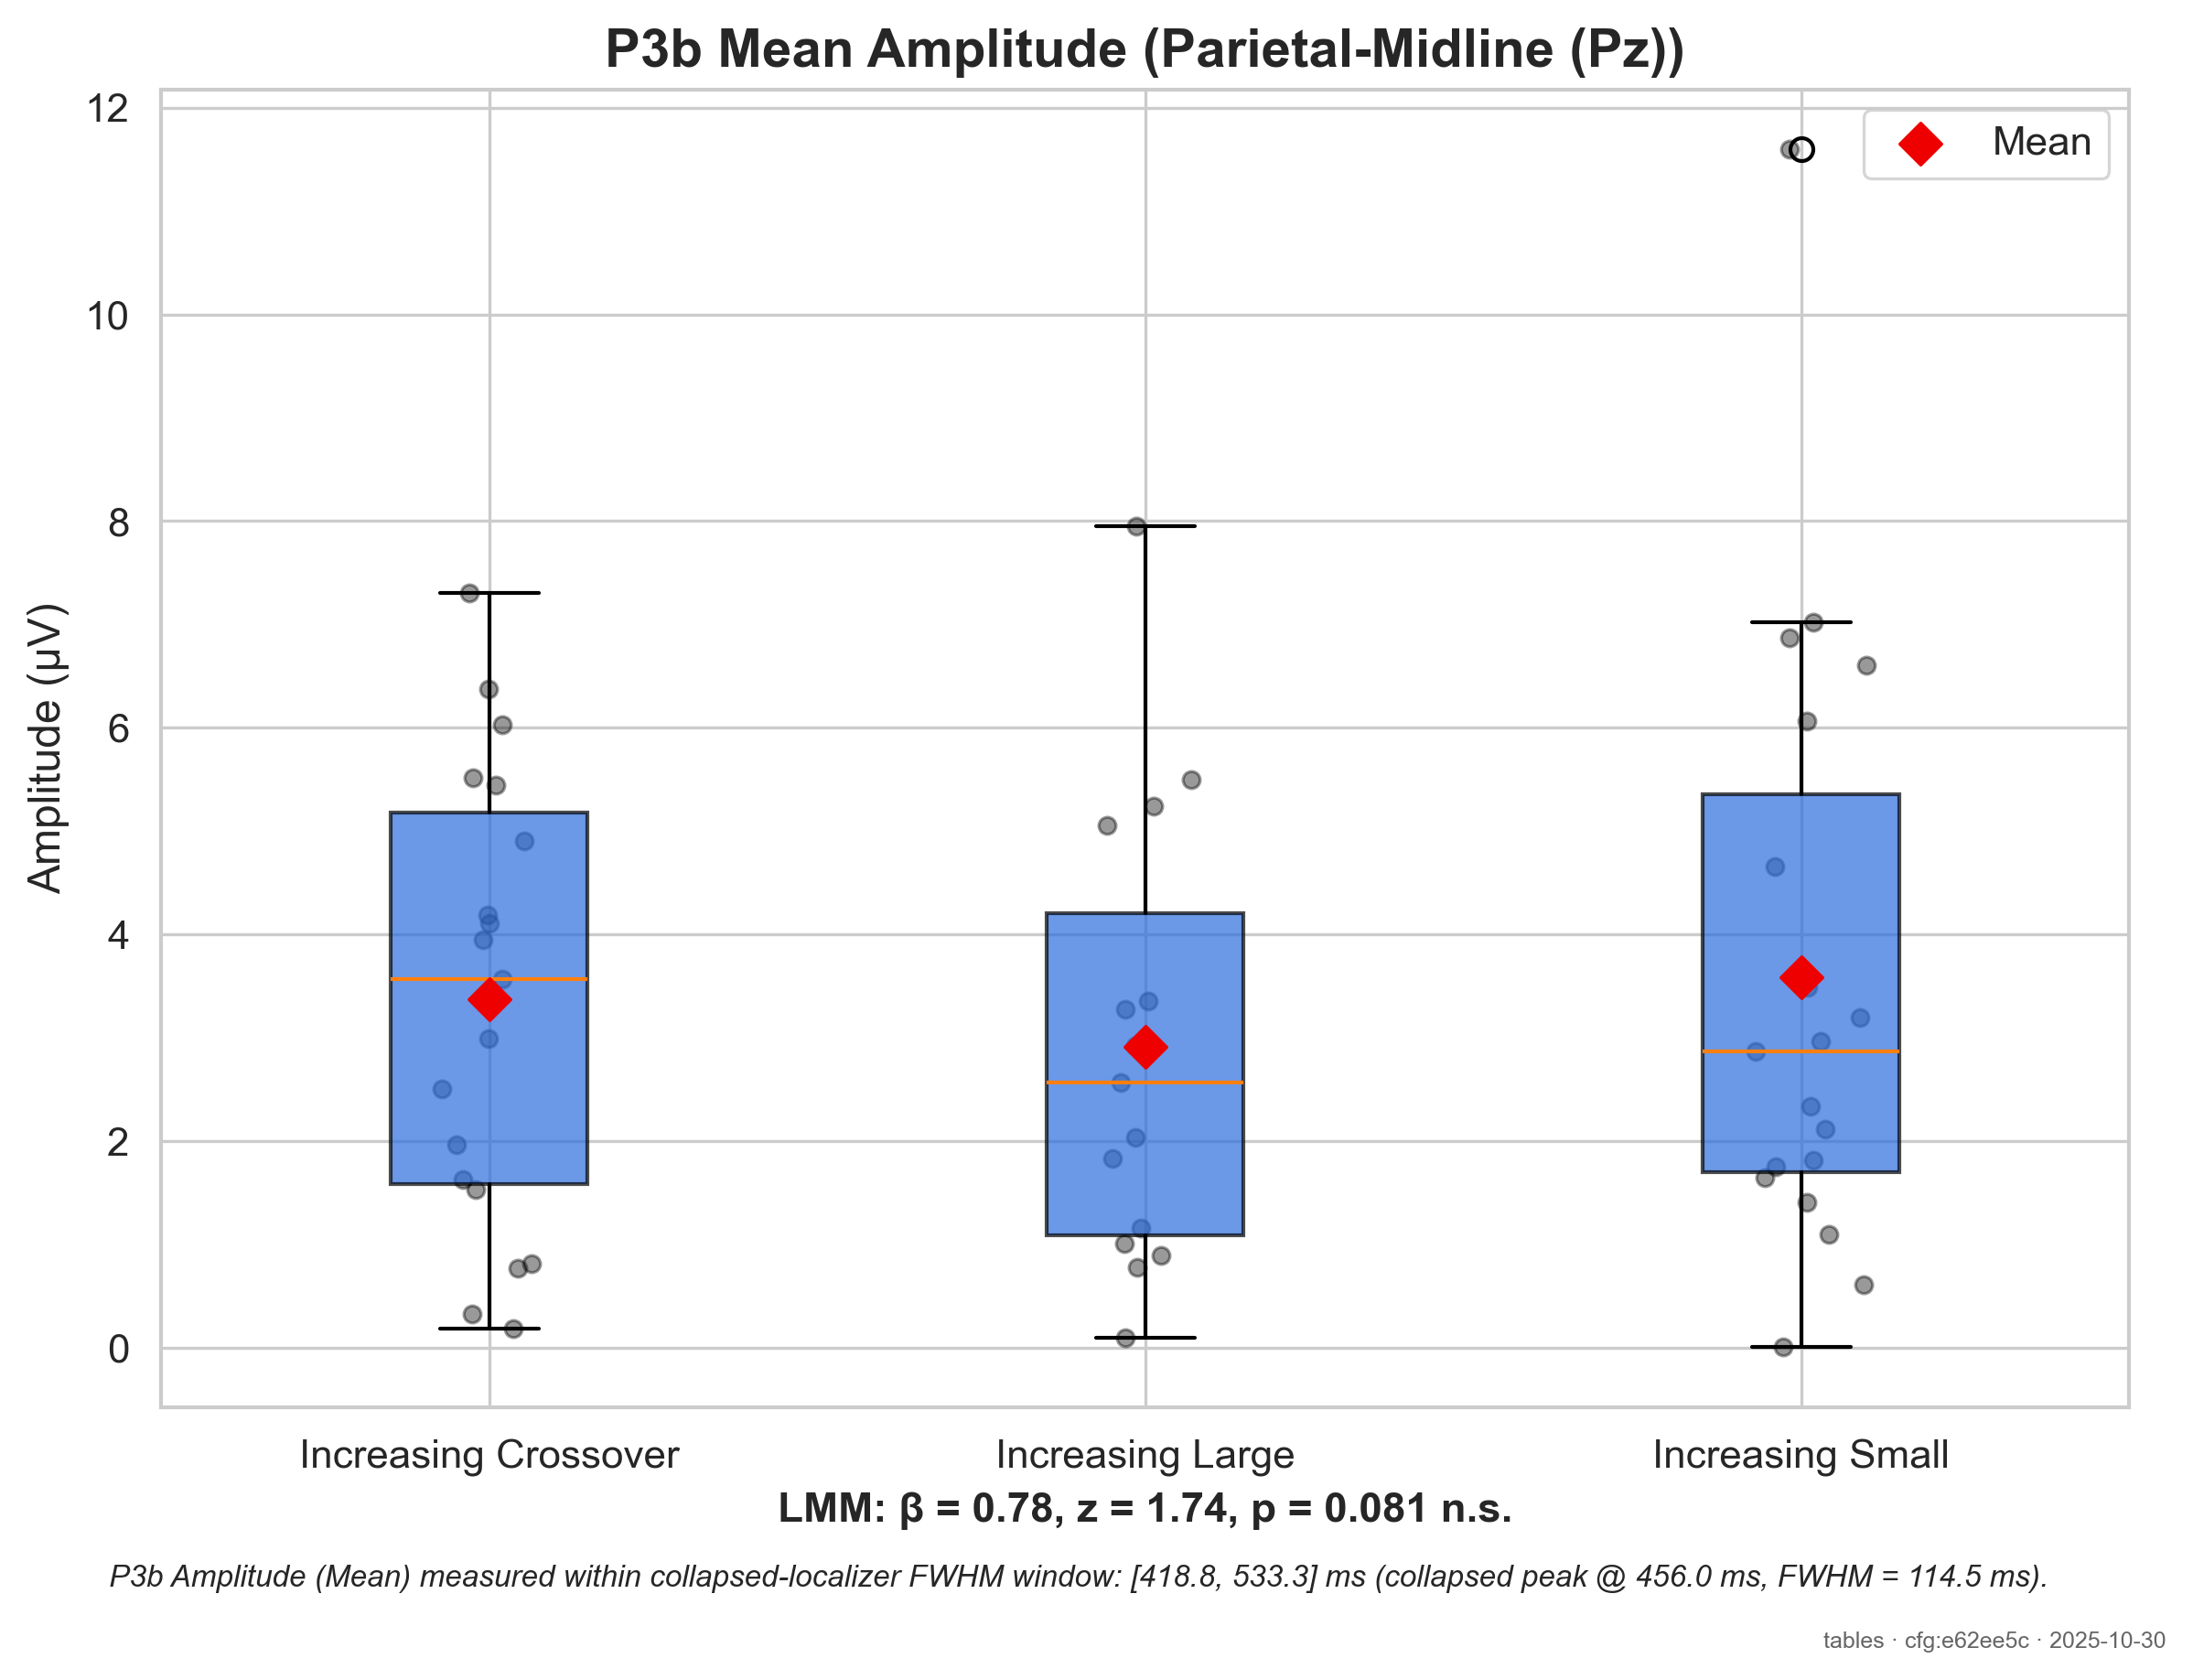 P3b Mean Amplitude (Parietal-Midline (Pz))
Mean
Amplitude (µV)
12
10
8
6
4
2
0
Increasing Crossover
Increasing Large
Increasing Small
LMM: β = 0.78, z = 1.74, p = 0.081 n.s.
P3b Amplitude (Mean) measured within collapsed-localizer FWHM window: [418.8, 533.3] ms (collapsed peak @ 456.0 ms, FWHM = 114.5 ms).
tables · cfg:e62ee5c · 2025-10-30